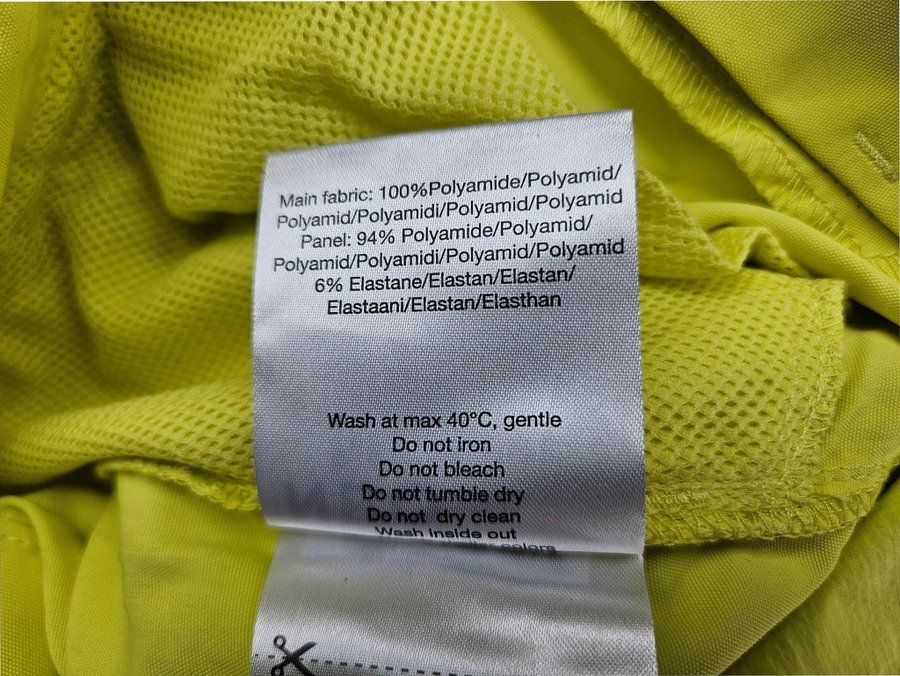 Main fabric: 100%Polyamide/Polyamid/
Polyamid/Polyamidi/Polyamid/Polyamid
Panel: 94% Polyamide/Polyamid/
Polyamid/Polyamidi/Polyamid/Polyamid
6% Elastane/Elastan/Elastan/
Elastaani/Elastan/Elasthan
Wash at max 40°C, gentle
Do not iron
Do not bleach
Do not tumble dry
Do not  dry clean
Wash inside out
colors